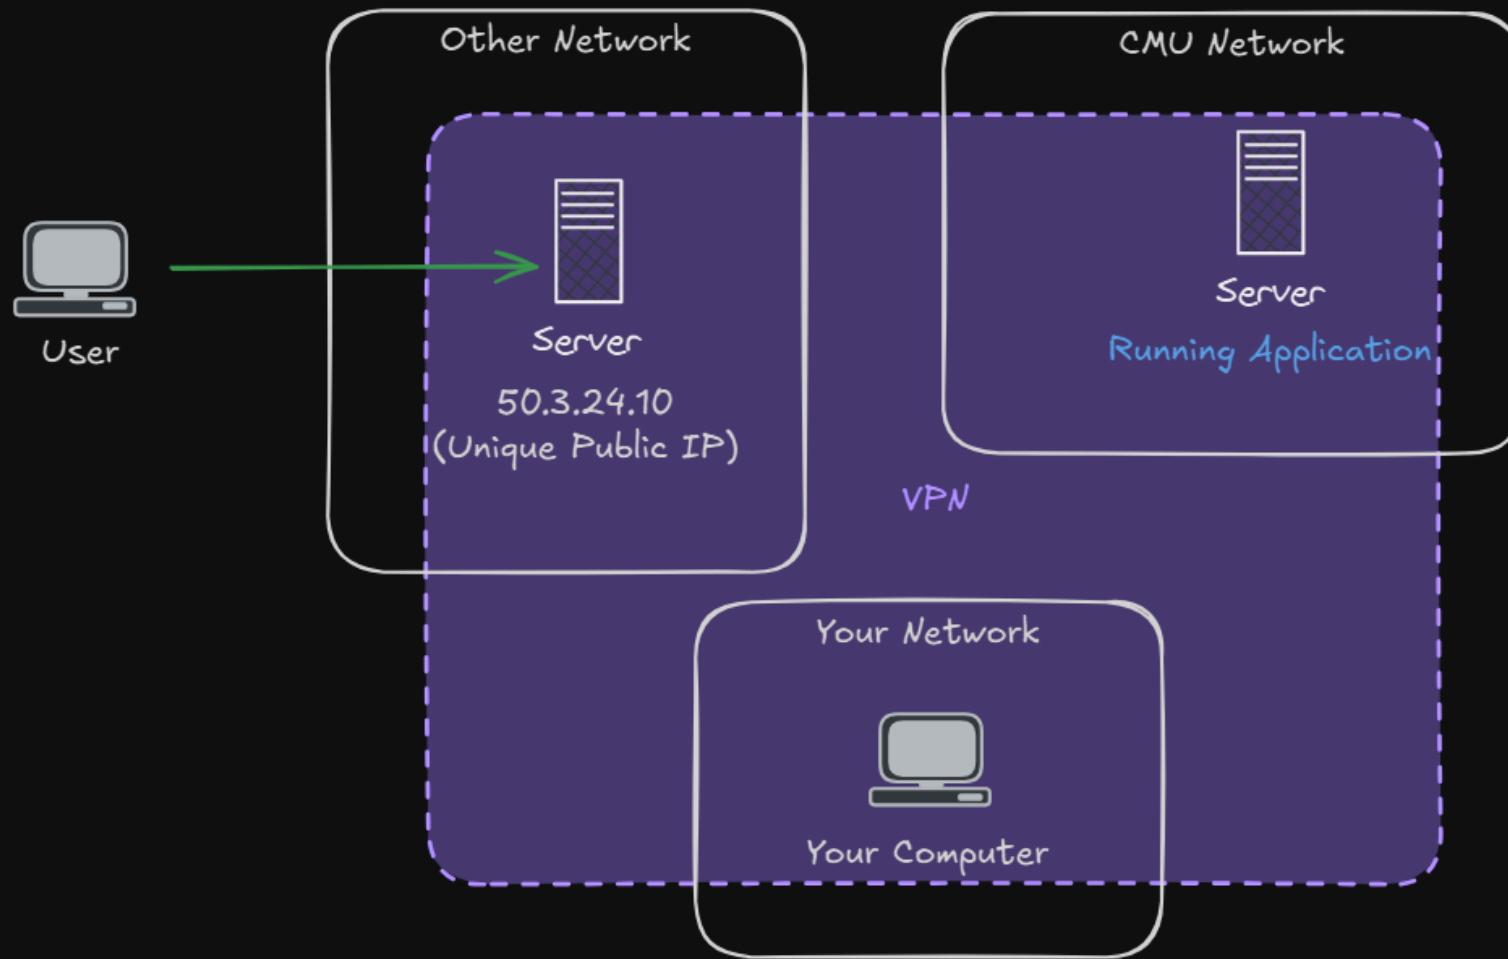 Other Network
CMU Network
User
Server
50.3.24.10
(Unique Public IP)
Server
Running Application
VPN
Your Network
Your Computer